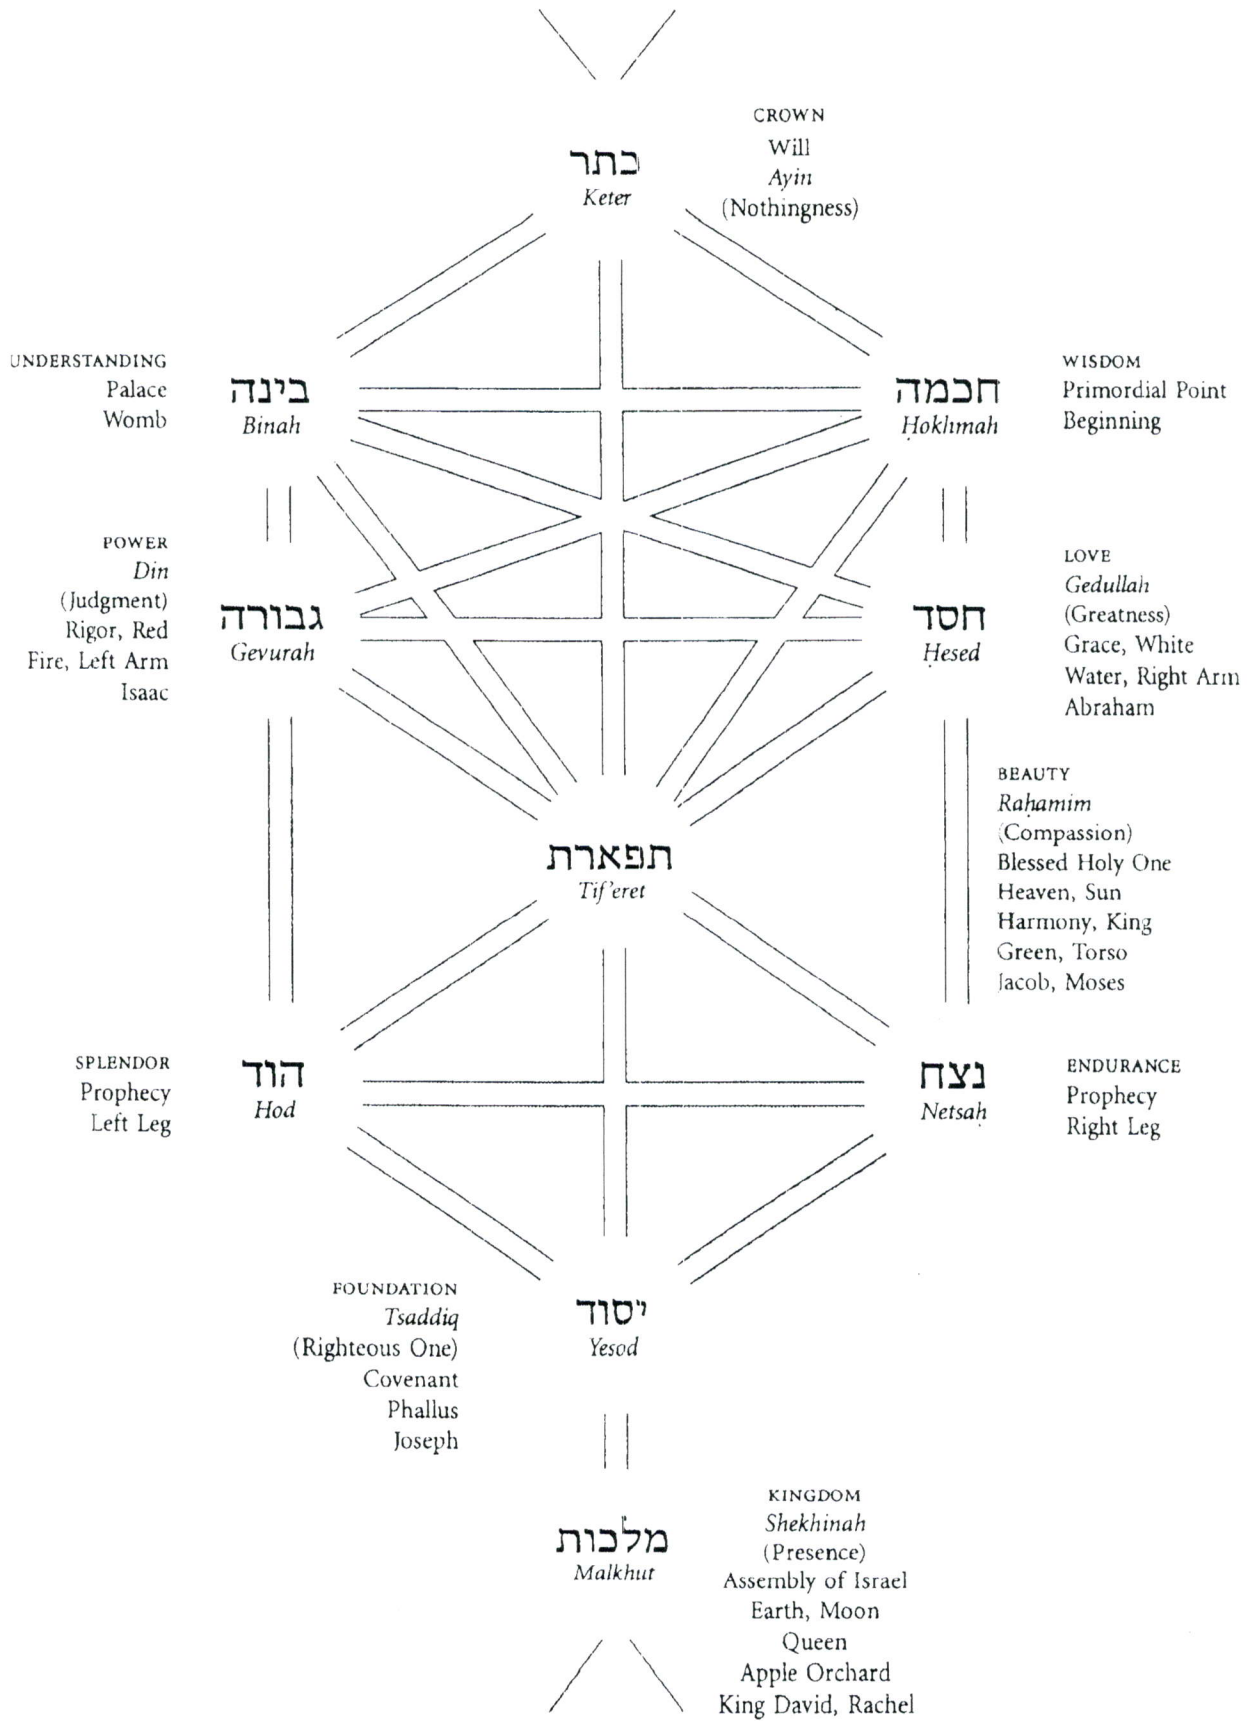 CROWN
Will
Ayin
(Nothingness)
כתר
Keter
UNDERSTANDING
Palace
Womb
בינה
Binah
חכמה
Ḥokhmah
WISDOM
Primordial Point
Beginning
POWER
Din
(Judgment)
Rigor, Red
Fire, Left Arm
Isaac
גבורה
Gevurah
חסד
Ḥesed
LOVE
Gedullah
(Greatness)
Grace, White
Water, Right Arm
Abraham
תפארת
Tif'eret
BEAUTY
Raḥamim
(Compassion)
Blessed Holy One
Heaven, Sun
Harmony, King
Green, Torso
Jacob, Moses
SPLENDOR
Prophecy
Left Leg
הוד
Hod
נצח
Netsaḥ
ENDURANCE
Prophecy
Right Leg
FOUNDATION
Tsaddiq
(Righteous One)
Covenant
Phallus
Joseph
יסוד
Yesod
מלכות
Malkhut
KINGDOM
Shekhinah
(Presence)
Assembly of Israel
Earth, Moon
Queen
Apple Orchard
King David, Rachel